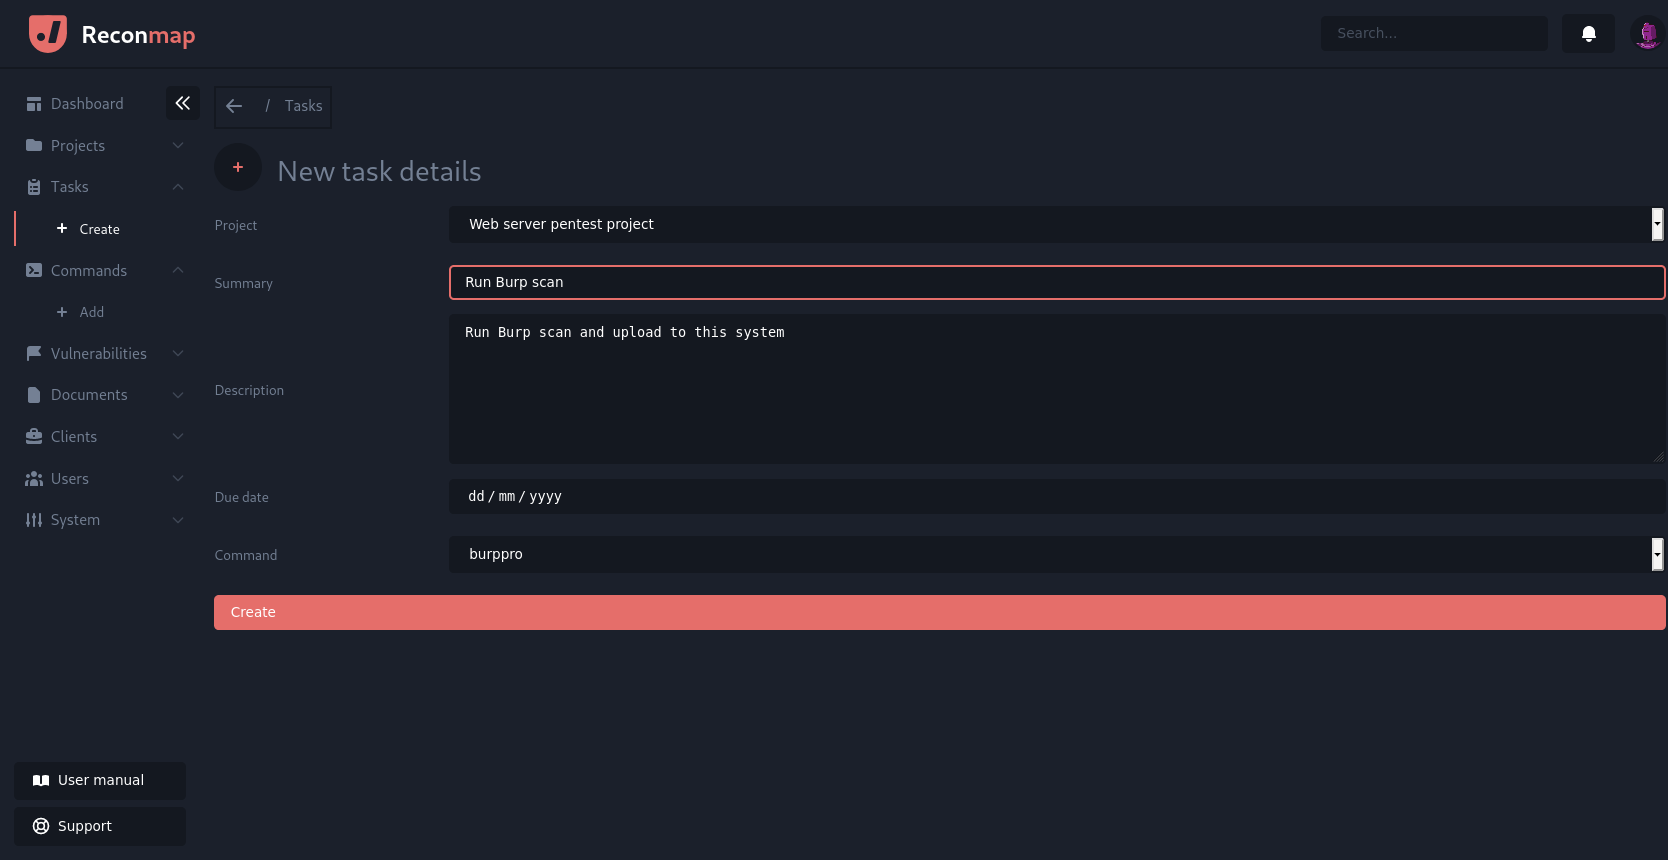 Reconmap
Search...
Dashboard
Projects
Tasks
Create
Commands
Add
Vulnerabilities
Documents
Clients
Users
System
User manual
Support
/ Tasks
New task details
Project
Web server pentest project
Summary
Run Burp scan
Description
Run Burp scan and upload to this system
Due date
dd/mm/yyyy
Command
burppro
Create